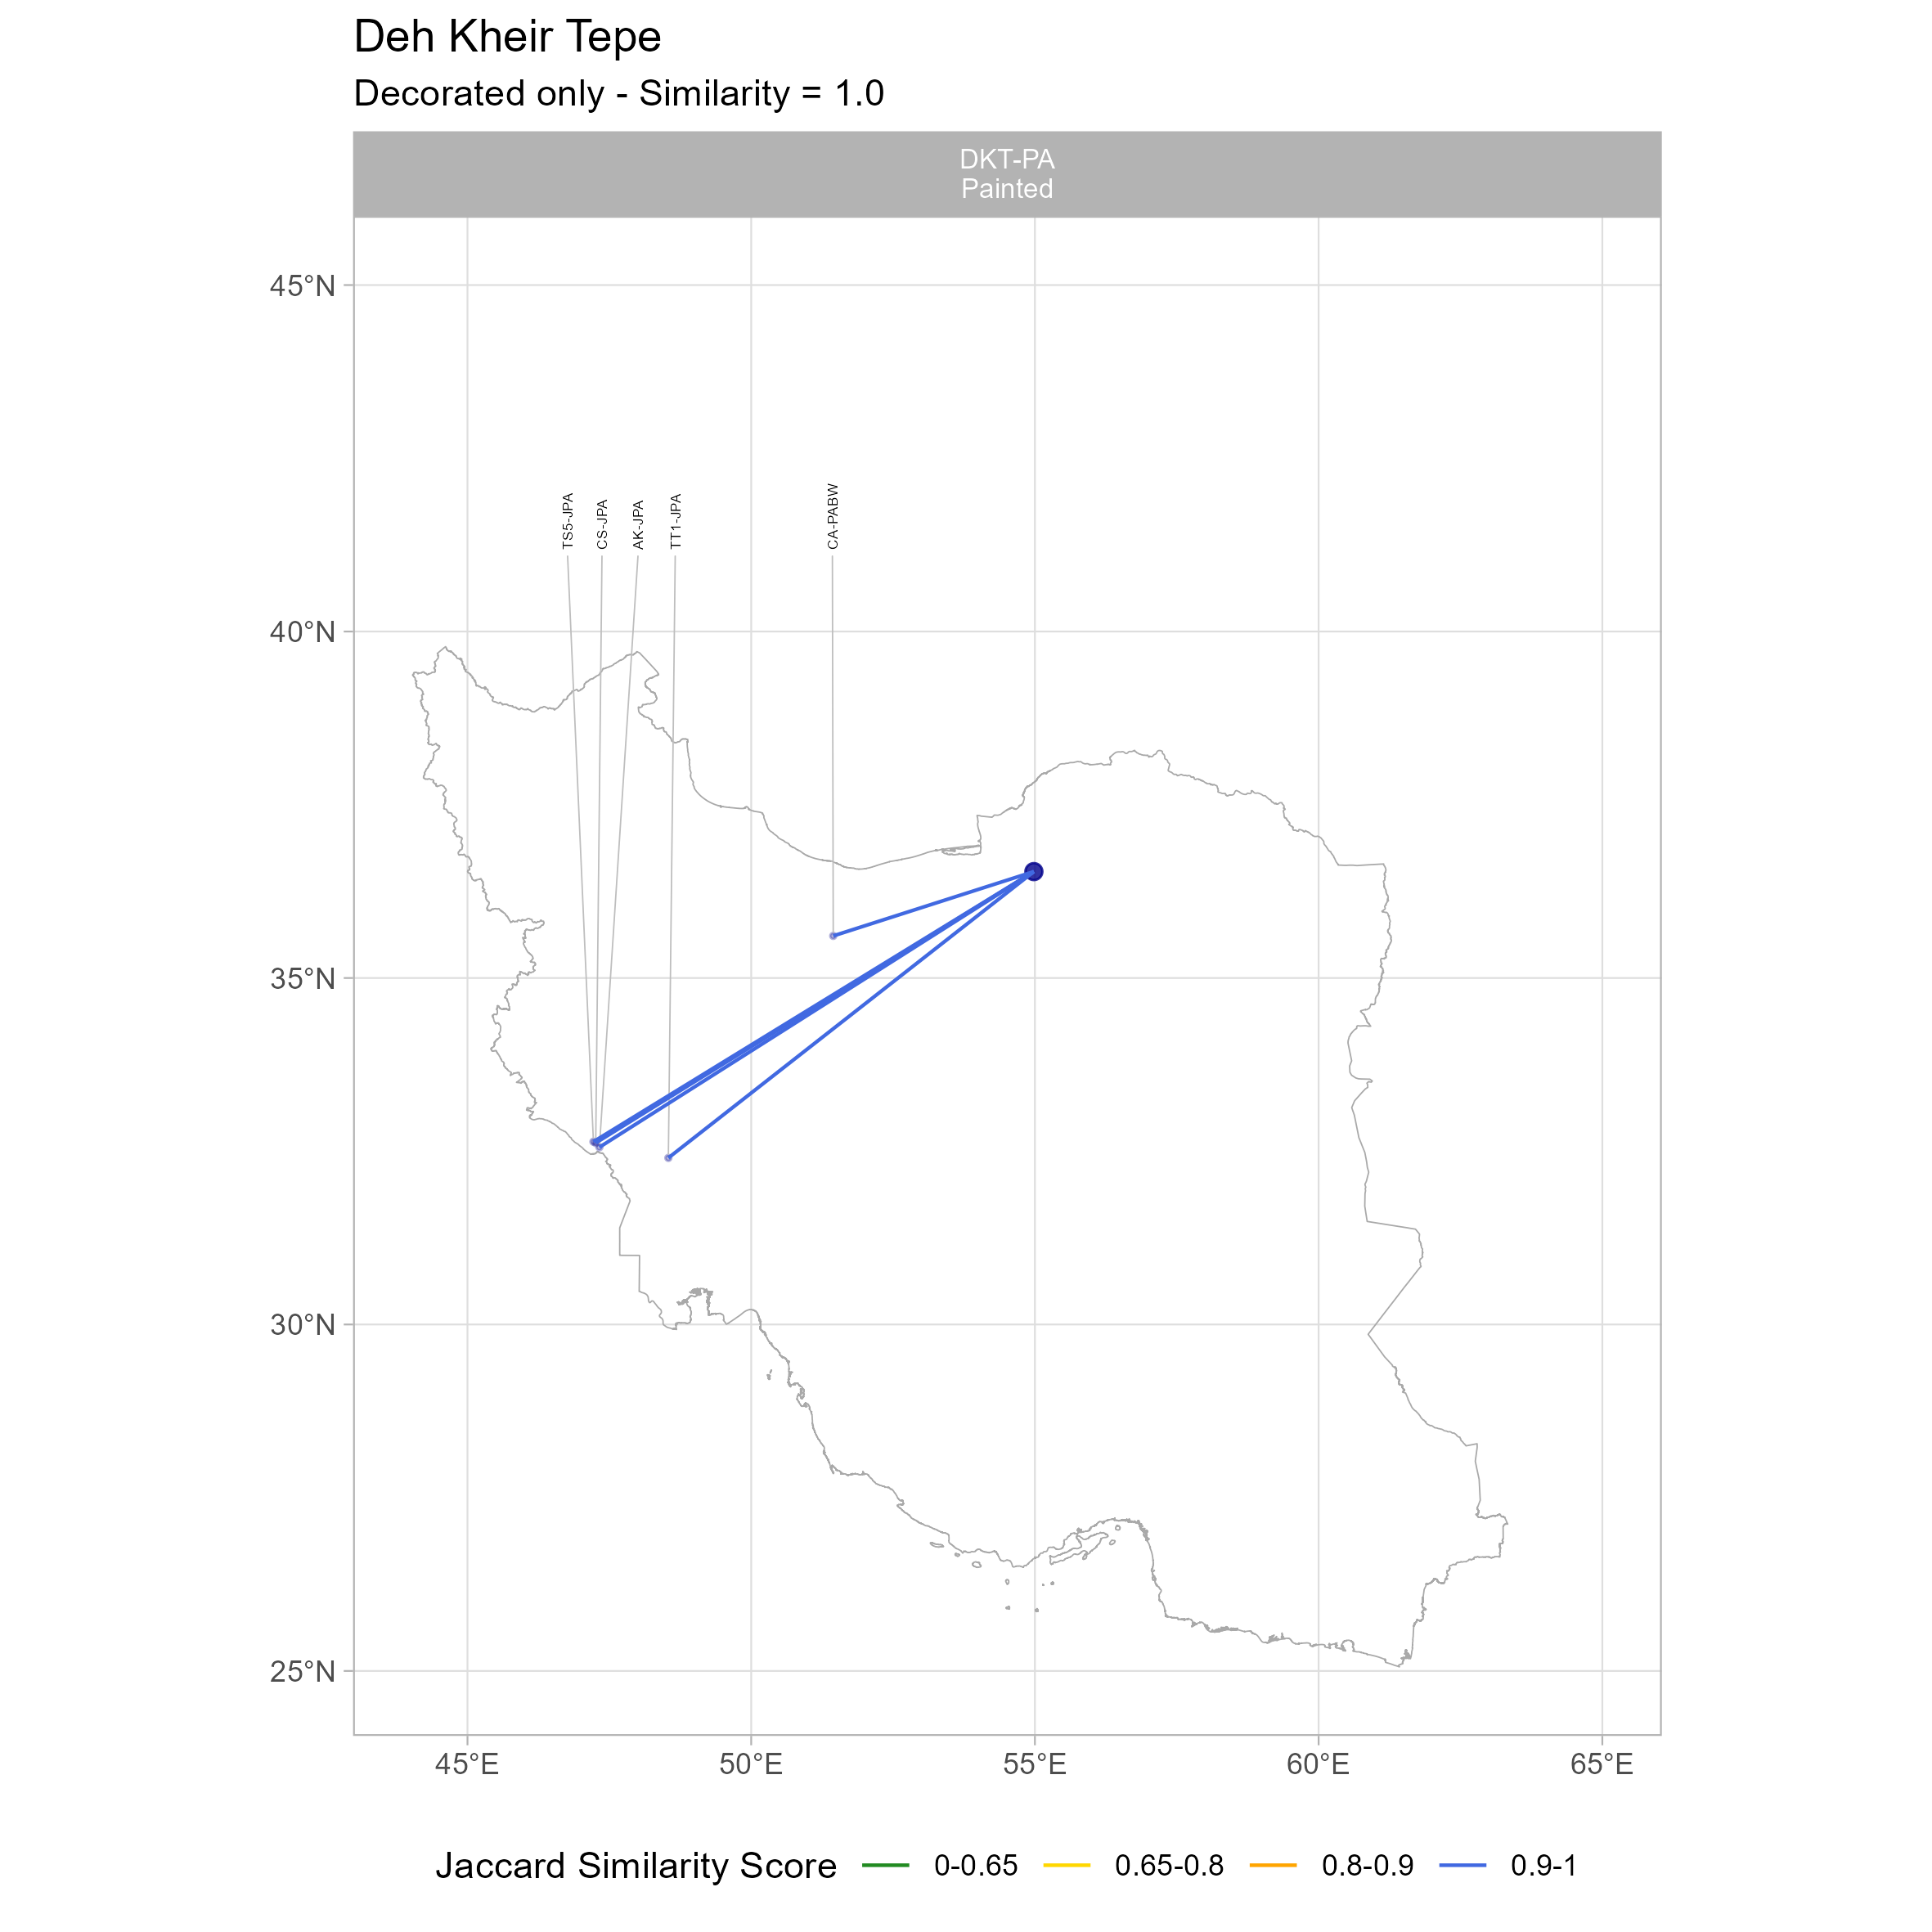 Deh Kheir Tepe
Decorated only - Similarity = 1.0
DKT-PA
Painted
45°N
40°N
35°N
30°N
25°N
TS5-JPA
CS-JPA
AK-JPA
TT1-JPA
CA-PABW
45°E
50°E
55°E
60°E
65°E
Jaccard Similarity Score
0-0.65
0.65-0.8
0.8-0.9
0.9-1